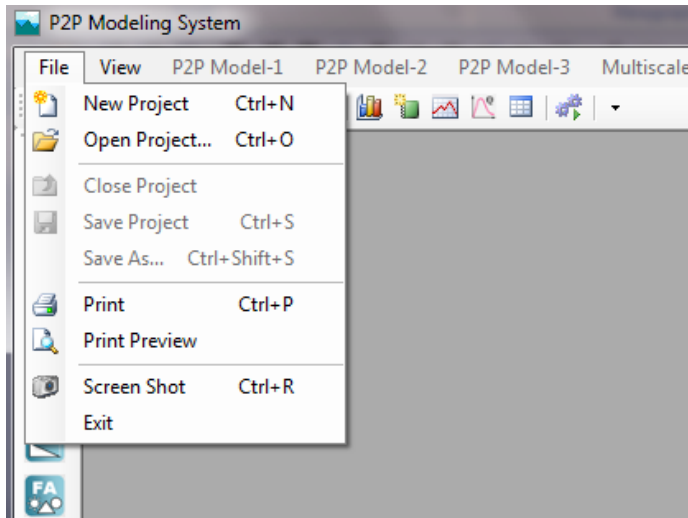 P2P Modeling System
File View P2P Model-1 P2P Model-2 P2P Model-3 Multiscale
New Project Ctrl+N
Open Project... Ctrl+O
Close Project
Save Project Ctrl+S
Save As... Ctrl+Shift+S
Print Ctrl+P
Print Preview
Screen Shot Ctrl+R
Exit
FA